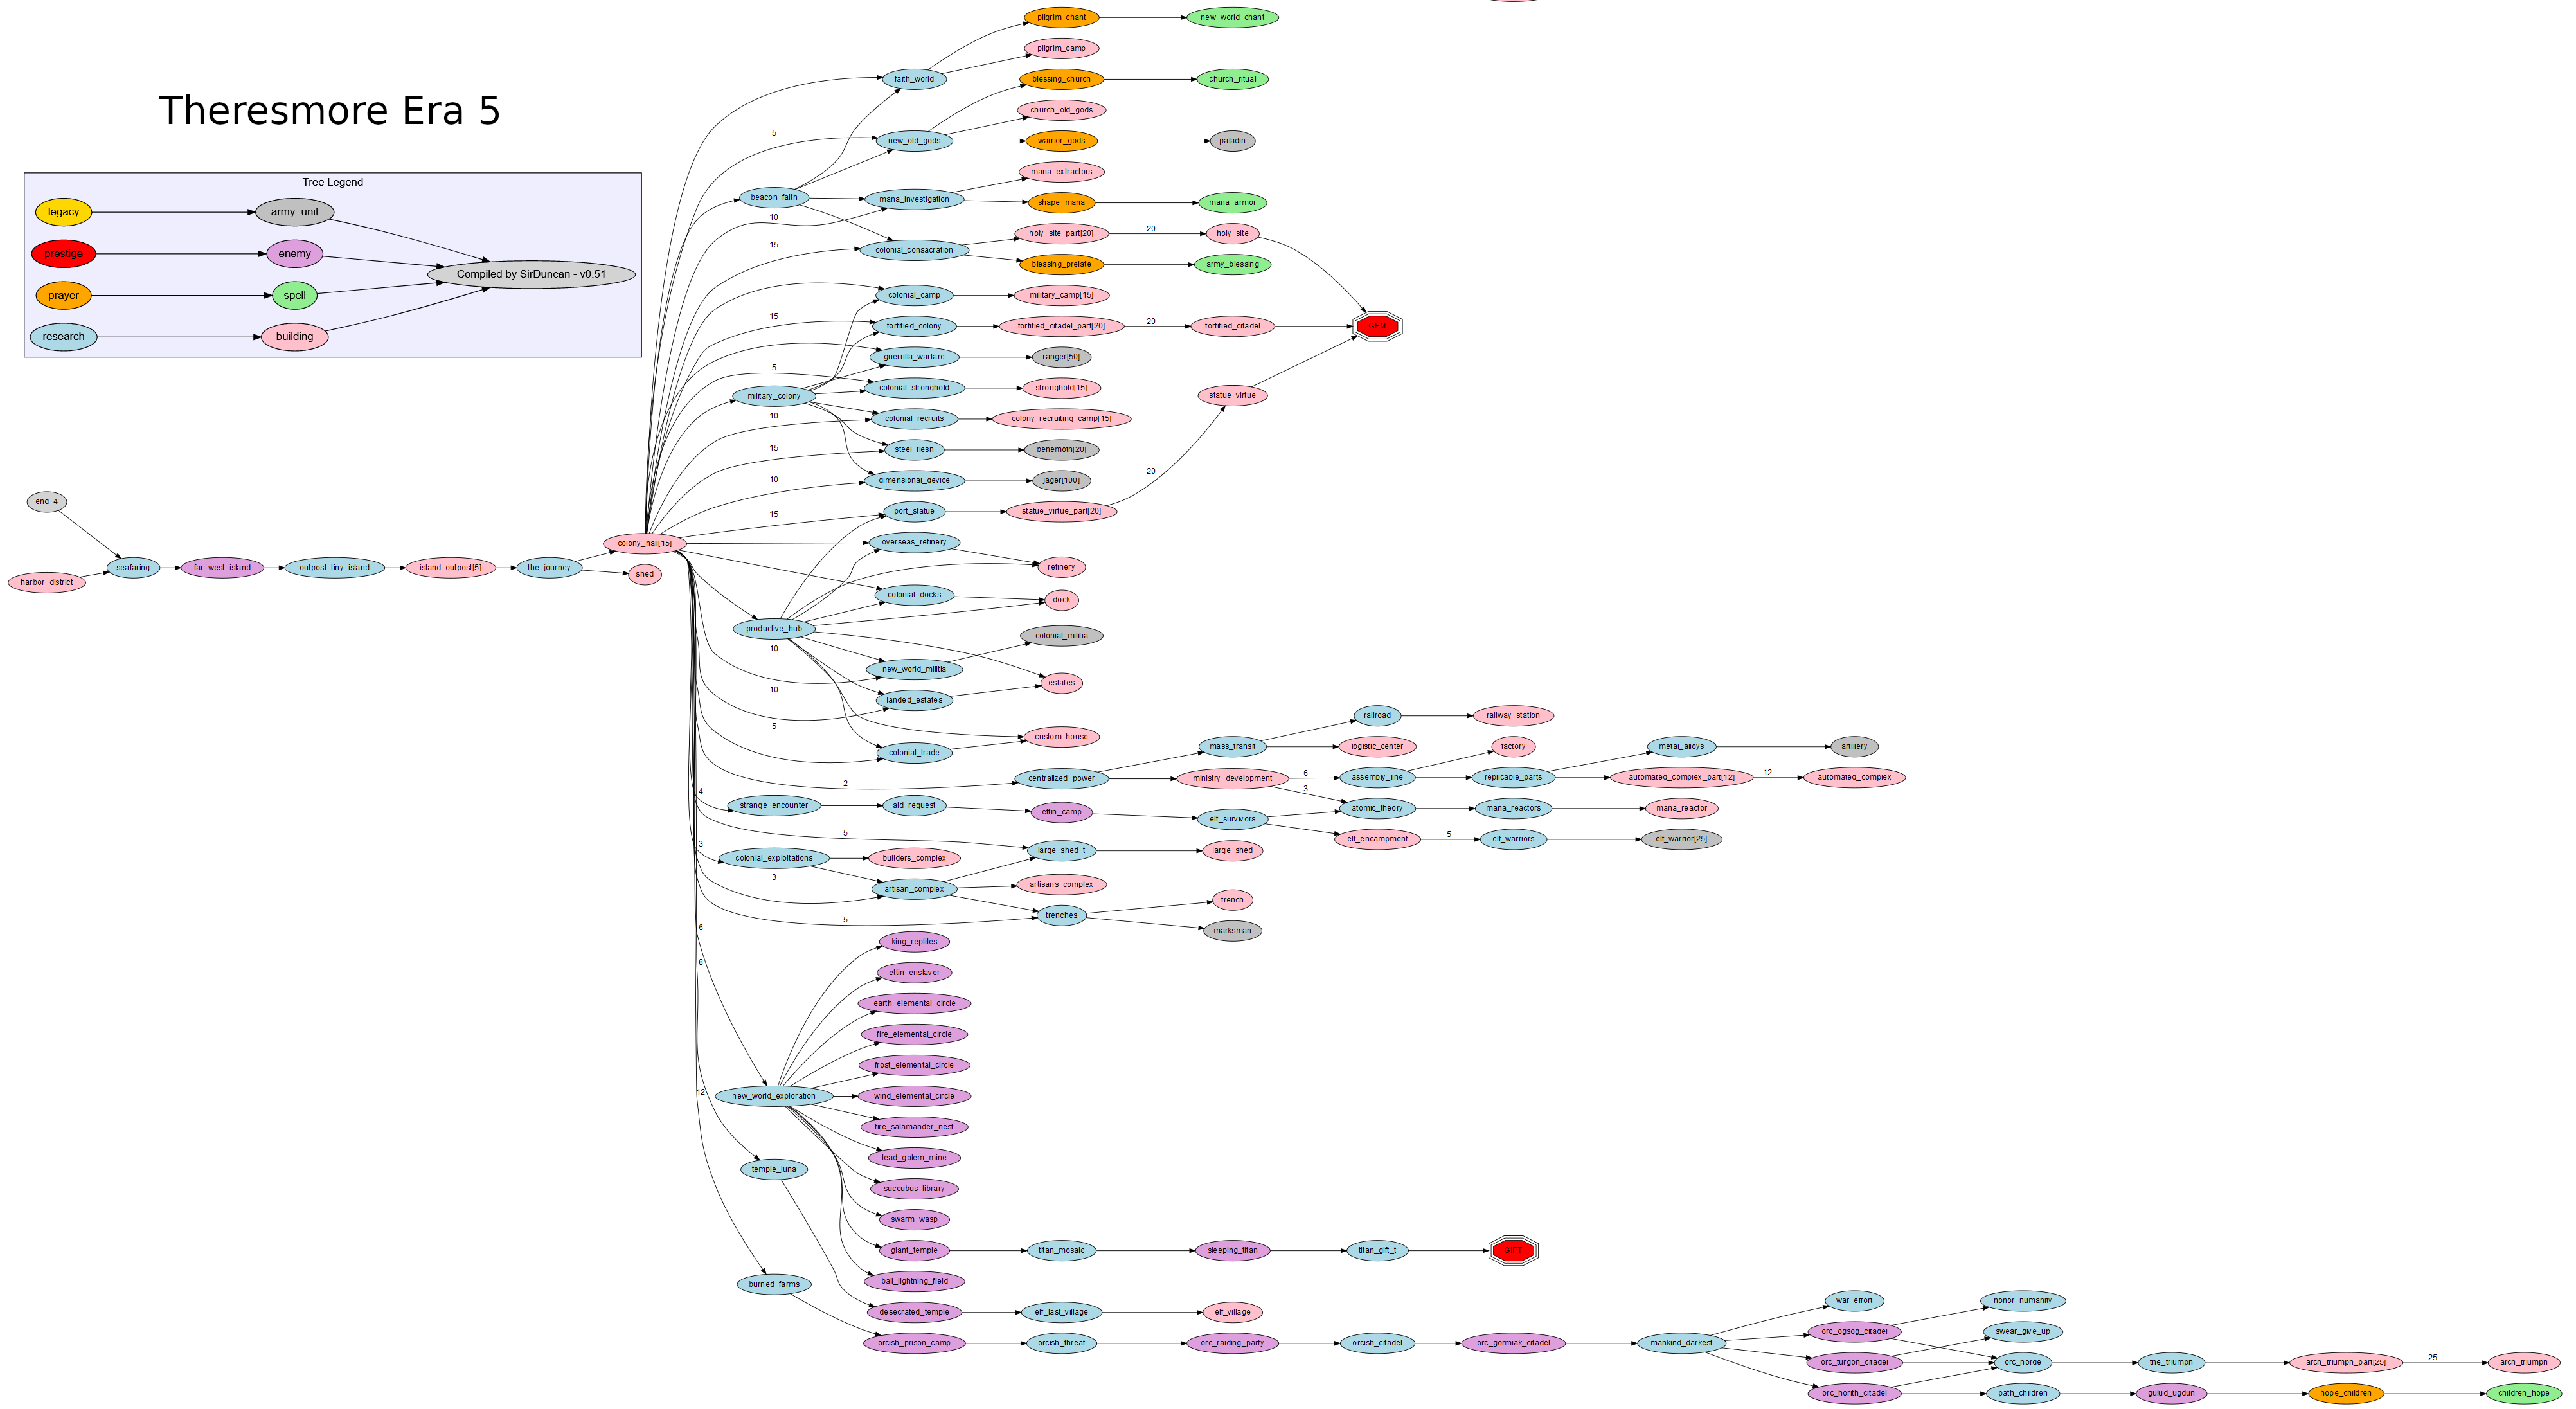 Theresmore Era 5
Tree Legend
legacy
army_unit
prestige
enemy
Compiled by SirDuncan - v0.51
prayer
spell
research
building
pilgrim_chant
new_world_chant
pilgrim_camp
faith_world
blessing_church
church_ritual
church_old_gods
5
new_old_gods
warrior_gods
paladin
mana_extractors
beacon_faith
mana_investigation
shape_mana
mana_armor
10
holy_site_part[20]
20
holy_site
15
colonial_consacration
blessing_prelate
army_blessing
colonial_camp
military_camp[15]
15
fortified_colony
fortified_citadel_part[20]
20
fortified_citadel
GEM
guerrilla_warfare
ranger[50]
5
colonial_stronghold
stronghold[15]
military_colony
statue_virtue
10
colonial_recruits
colony_recruiting_camp[15]
15
steel_flesh
behemoth[20]
20
10
dimensional_device
jager[100]
end_4
15
port_statue
statue_virtue_part[20]
colony_hall[15]
overseas_refinery
harbor_district
seafaring
far_west_island
outpost_tiny_island
island_outpost[5]
the_journey
shed
refinery
colonial_docks
dock
productive_hub
colonial_militia
10
new_world_militia
estates
10
landed_estates
railroad
railway_station
5
colonial_trade
custom_house
mass_transit
logistic_center
factory
metal_alloys
artillery
2
centralized_power
ministry_development
6
assembly_line
replicable_parts
automated_complex_part[12]
12
automated_complex
4
strange_encounter
aid_request
ettin_camp
elf_survivors
3
atomic_theory
mana_reactors
mana_reactor
5
elf_encampment
5
elf_warriors
elf_warrior[25]
3
colonial_exploitations
builders_complex
large_shed_t
large_shed
3
artisan_complex
artisans_complex
trench
5
trenches
marksman
6
king_reptiles
8
ettin_enslaver
earth_elemental_circle
fire_elemental_circle
frost_elemental_circle
12
new_world_exploration
wind_elemental_circle
fire_salamander_nest
lead_golem_mine
temple_luna
succubus_library
swarm_wasp
giant_temple
titan_mosaic
sleeping_titan
titan_gift_t
GIFT
burned_farms
ball_lightning_field
desecrated_temple
elf_last_village
elf_village
war_effort
honor_humanity
orcish_prison_camp
orcish_threat
orc_raiding_party
orcish_citadel
orc_gormiak_citadel
mankind_darkest
orc_ogsog_citadel
swear_give_up
orc_turgon_citadel
orc_horde
the_triumph
arch_triumph_part[25]
25
arch_triumph
orc_horith_citadel
path_children
gulud_ugdun
hope_children
children_hope